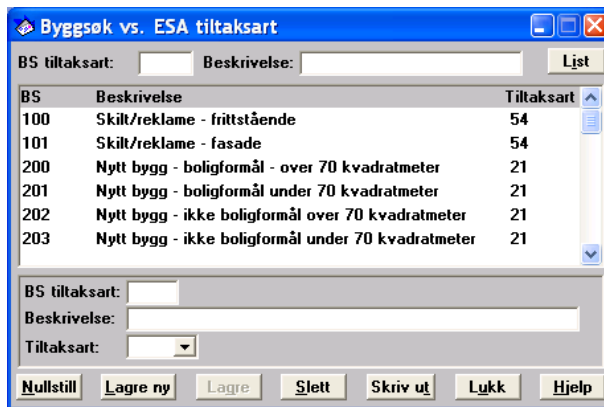 Byggsøk vs. ESA tiltaksart
BS tiltaksart: Beskrivelse: List
BS Beskrivelse Tiltaksart
100 Skilt/reklame - frittstående 54
101 Skilt/reklame - fasade 54
200 Nytt bygg - boligformål - over 70 kvadratmeter 21
201 Nytt bygg - boligformål under 70 kvadratmeter 21
202 Nytt bygg - ikke boligformål over 70 kvadratmeter 21
203 Nytt bygg - ikke boligformål under 70 kvadratmeter 21
BS tiltaksart:
Beskrivelse:
Tiltaksart:
Nullstill Lagre ny Lagre Slett Skriv ut Lukk Hjelp